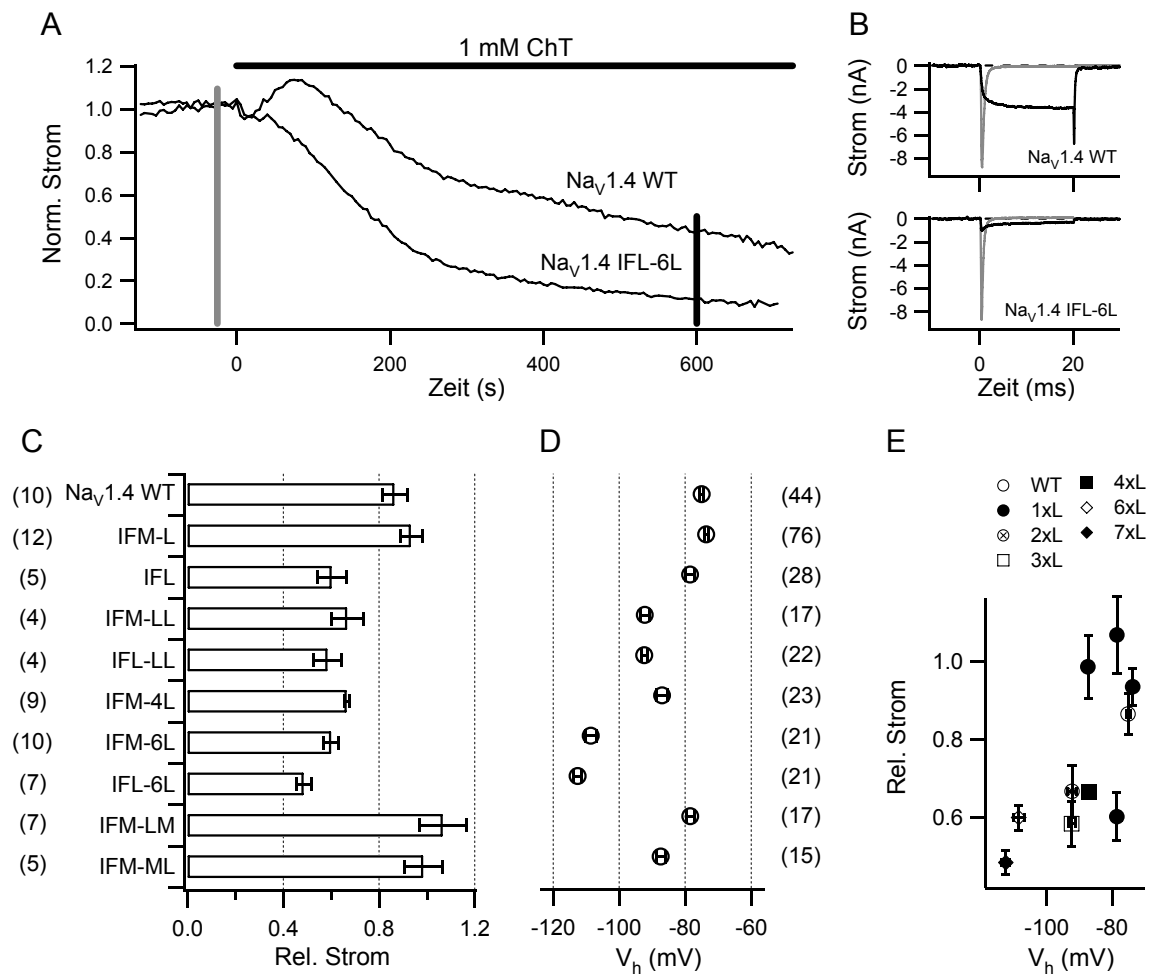 A
1 mM ChT
1.2
1.0
0.8
0.6
0.4
0.2
0.0
Norm. Strom
NaV1.4 WT
NaV1.4 IFL-6L
0 200 400 600
Zeit (s)
B
0
-2
-4
-6
-8
Strom (nA)
NaV1.4 WT
0
-2
-4
-6
-8
Strom (nA)
NaV1.4 IFL-6L
0 20
Zeit (ms)
C
(10) NaV1.4 WT
(12) IFM-L
(5) IFL
(4) IFM-LL
(4) IFL-LL
(9) IFM-4L
(10) IFM-6L
(7) IFL-6L
(7) IFM-LM
(5) IFM-ML
0.0 0.4 0.8 1.2
Rel. Strom
D
(44)
(76)
(28)
(17)
(22)
(23)
(21)
(21)
(17)
(15)
-120 -100 -80 -60
Vh (mV)
E
WT
1xL
2xL
3xL
4xL
6xL
7xL
1.0
0.8
0.6
Rel. Strom
-100 -80
Vh (mV)